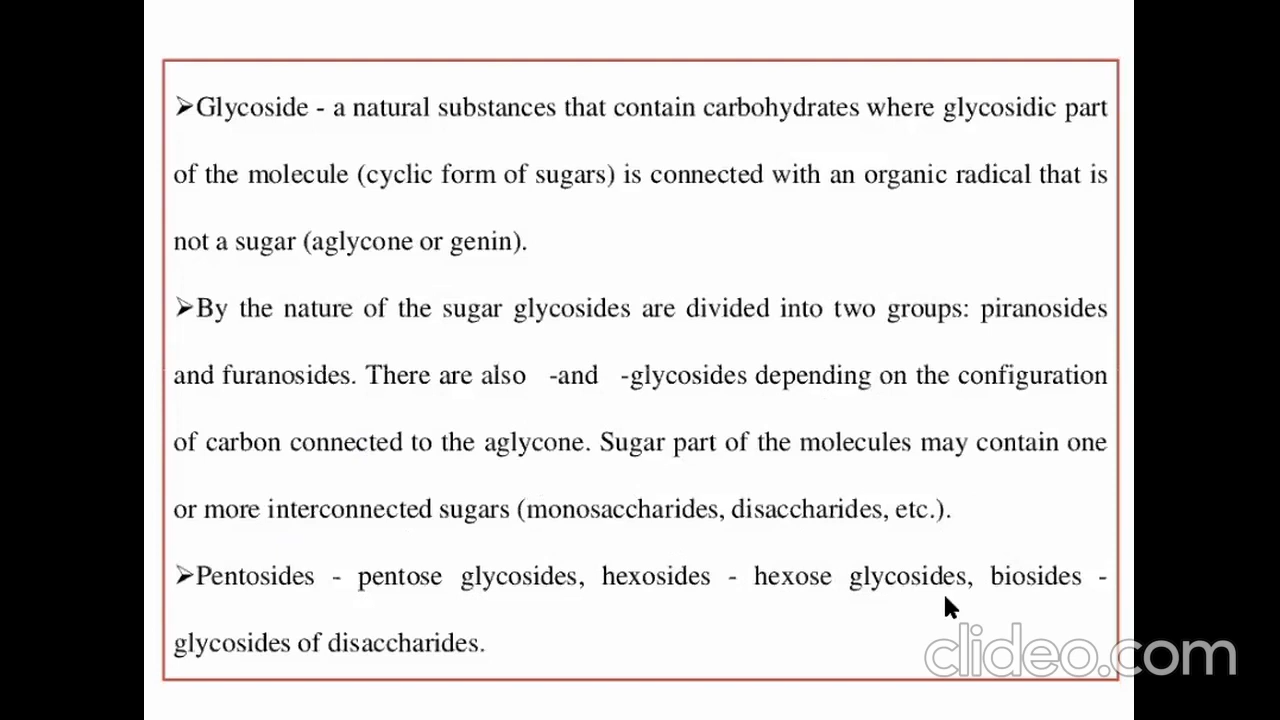 ➢Glycoside - a natural substances that contain carbohydrates where glycosidic part
of the molecule (cyclic form of sugars) is connected with an organic radical that is
not a sugar (aglycone or genin).
➢By the nature of the sugar glycosides are divided into two groups: piranosides
and furanosides. There are also -and -glycosides depending on the configuration
of carbon connected to the aglycone. Sugar part of the molecules may contain one
or more interconnected sugars (monosaccharides, disaccharides, etc.).
➢Pentosides - pentose glycosides, hexosides - hexose glycosides, biosides -
glycosides of disaccharides.
clideo.com